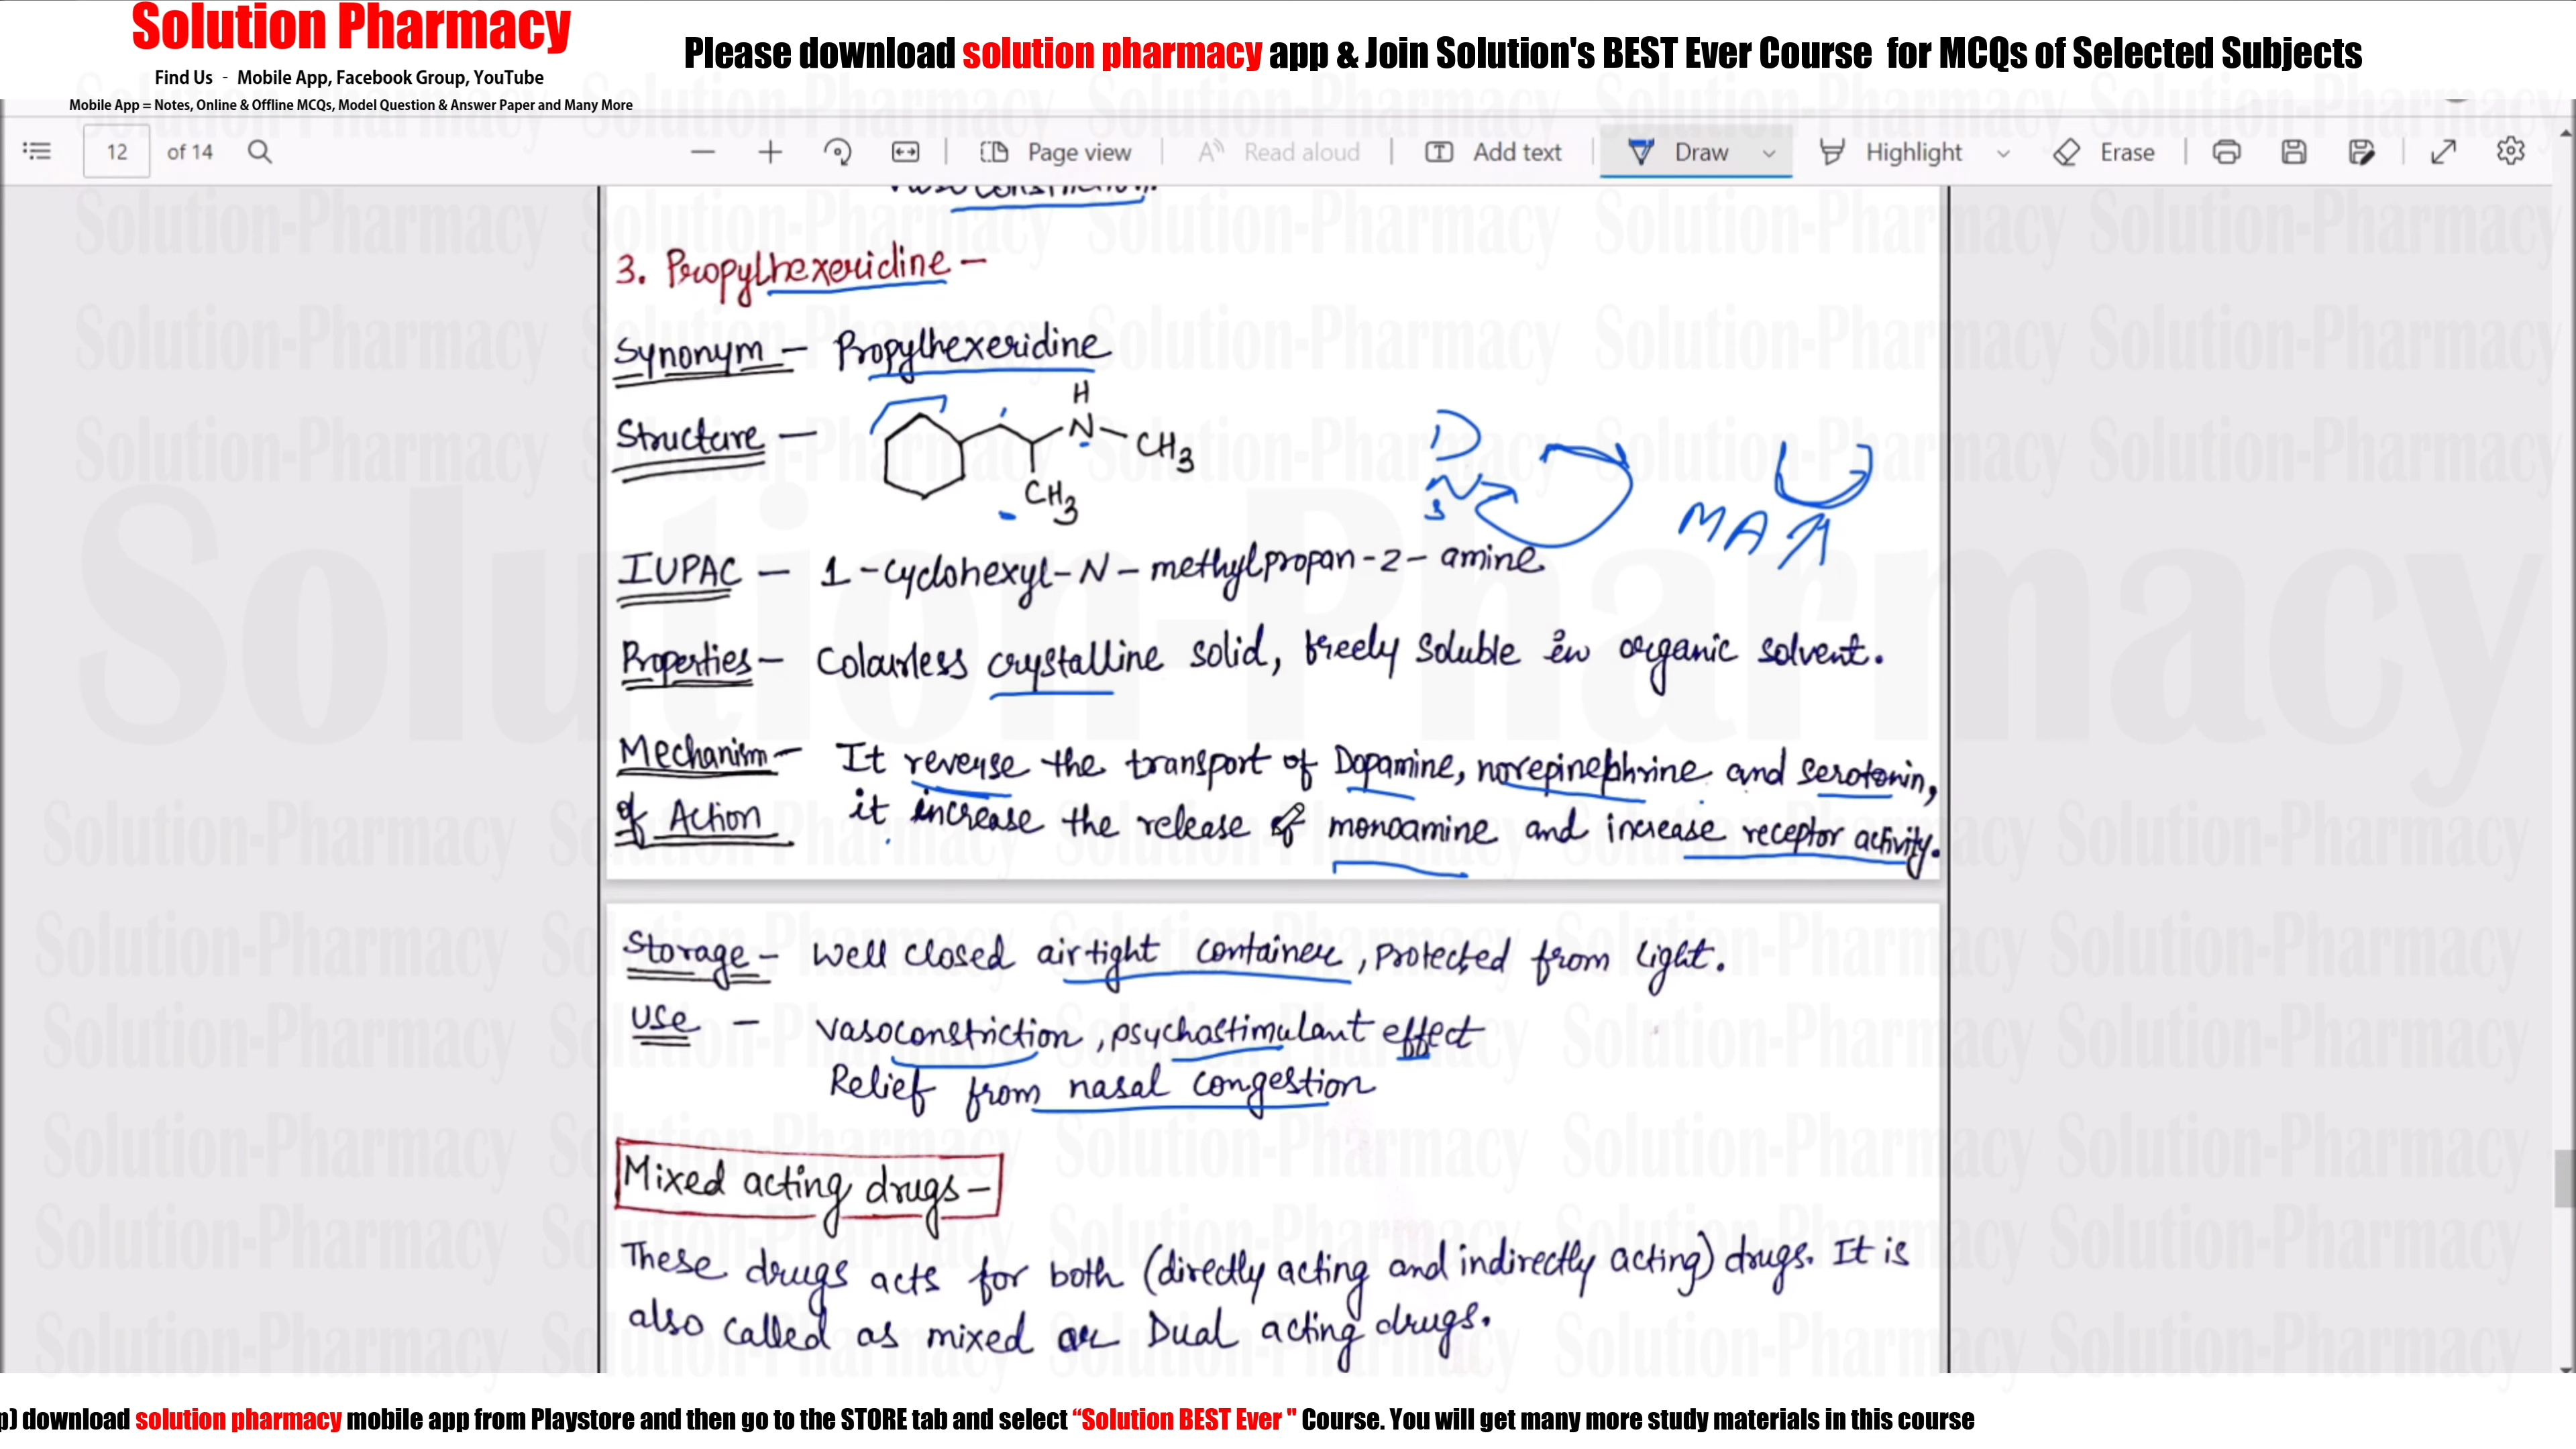 Solution Pharmacy
Find Us - Mobile App, Facebook Group, YouTube
Mobile App = Notes, Online & Offline MCQs, Model Question & Answer Paper and Many More
Please download solution pharmacy app & Join Solution's BEST Ever Course for MCQs of Selected Subjects
12 of 14 Page view Read aloud Add text Draw Highlight Erase
3. Propylhexeridine -
Synonym - Propylhexeridine
Structure -
H
N
CH3
CH3
D
N
S
MA
IUPAC - 1-cyclohexyl-N-methylpropan-2-amine
Properties - Colourless crystalline solid, freely soluble in organic solvent.
Mechanism - It reverse the transport of Dopamine, norepinephrine and serotonin,
of Action it increase the release of monoamine and increase receptor activity.
Storage - Well closed airtight container, Protected from light.
Use - vasoconstriction, psychostimulant effect
Relief from nasal congestion
Mixed acting drugs -
These drugs acts for both (directly acting and indirectly acting) drugs. It is
also called as mixed or Dual acting drugs.
p) download solution pharmacy mobile app from Playstore and then go to the STORE tab and select “Solution BEST Ever " Course. You will get many more study materials in this course
Solution-Pharmacy